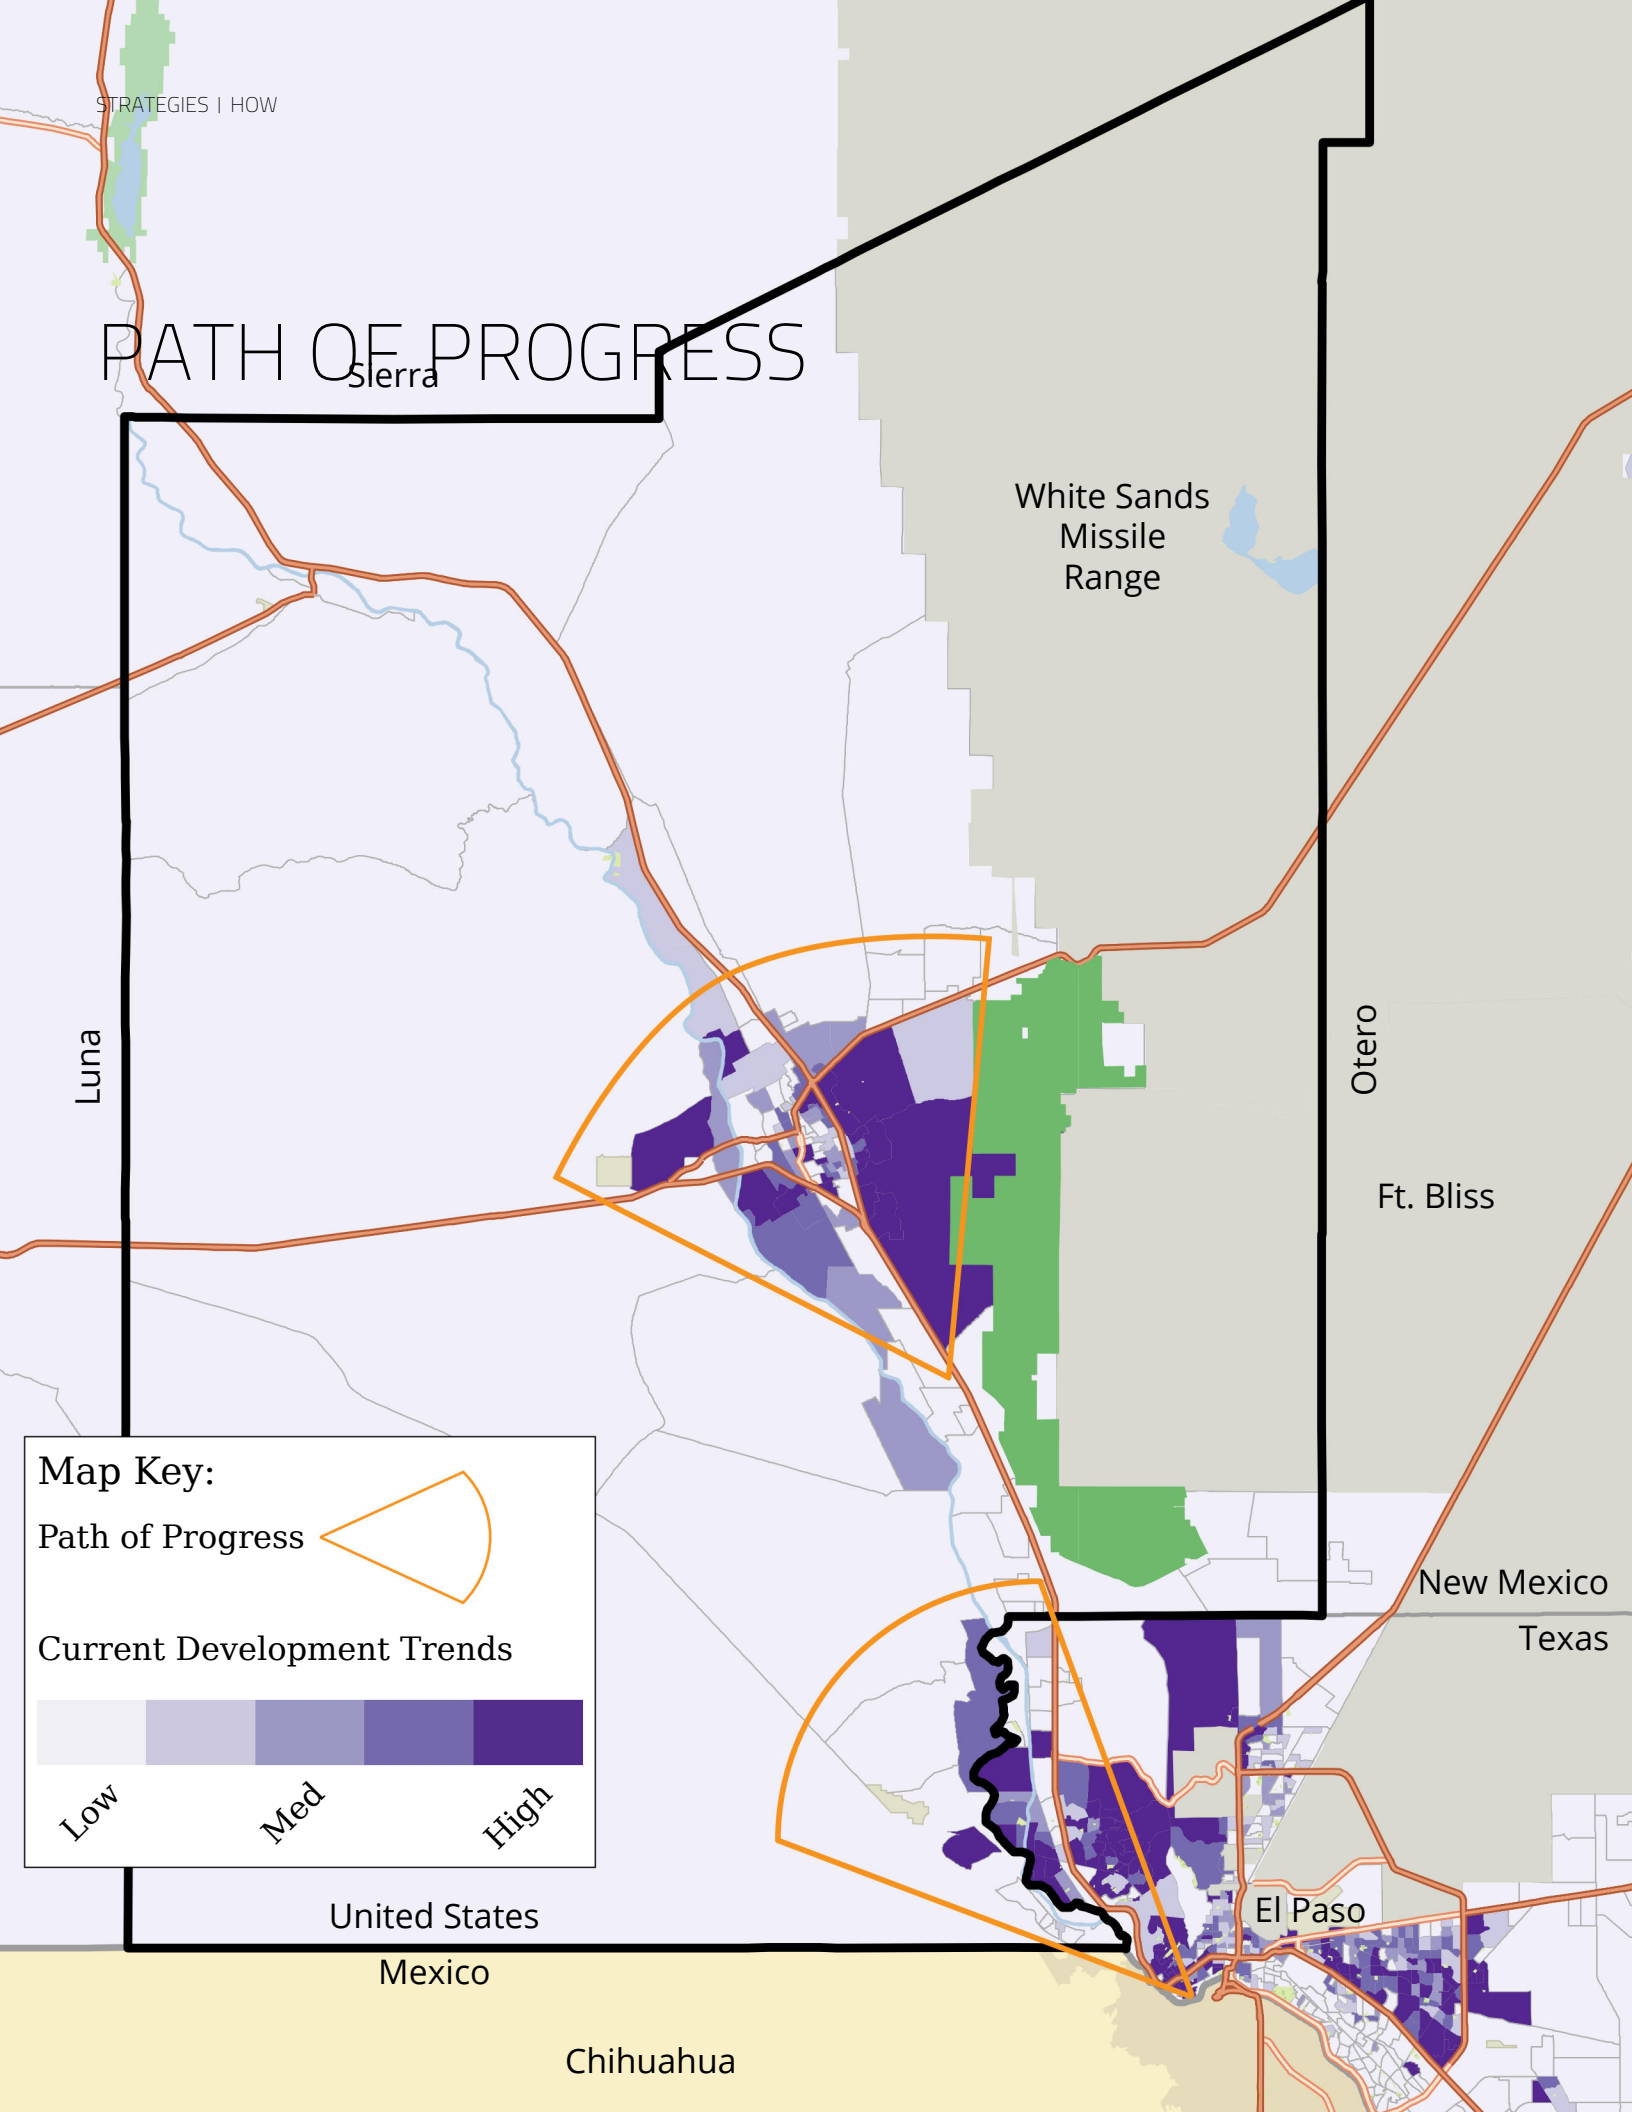 STRATEGIES | HOW
PATH OF PROGRESS
Sierra
White Sands
Missile
Range
Luna
Otero
Ft. Bliss
Map Key:
Path of Progress
Current Development Trends
Low
Med
High
New Mexico
Texas
El Paso
United States
Mexico
Chihuahua